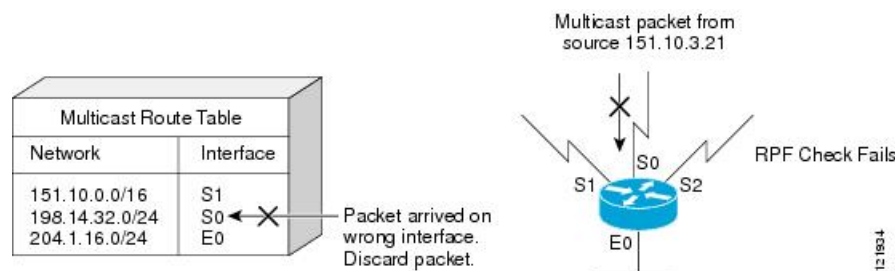 Multicast packet from
source 151.10.3.21
Multicast Route Table
Network Interface
151.10.0.0/16 S1
198.14.32.0/24 S0
204.1.16.0/24 E0
Packet arrived on
wrong interface.
Discard packet.
RPF Check Fails
S0
S1
S2
E0
121934